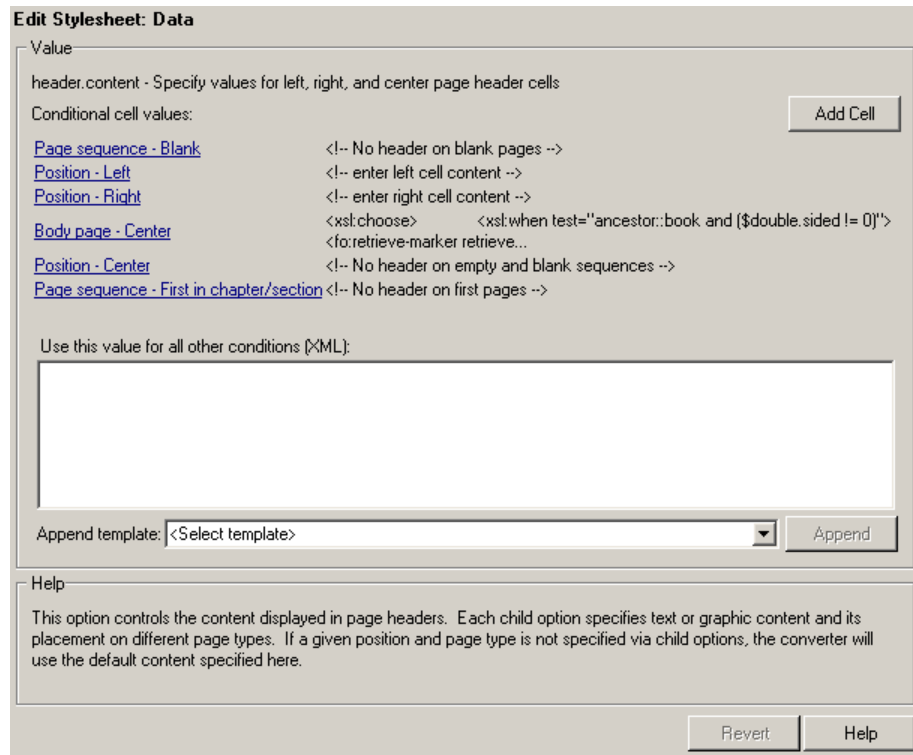 Edit Stylesheet: Data
Value
header.content - Specify values for left, right, and center page header cells
Conditional cell values:
Add Cell
Page sequence - Blank <!-- No header on blank pages -->
Position - Left <!-- enter left cell content -->
Position - Right <!-- enter right cell content -->
Body page - Center <xsl:choose> <xsl:when test="ancestor::book and ($double.sided != 0)">
<fo:retrieve-marker retrieve...
Position - Center <!-- No header on empty and blank sequences -->
Page sequence - First in chapter/section <!-- No header on first pages -->
Use this value for all other conditions (XML):
Append template: <Select template> Append
Help
This option controls the content displayed in page headers. Each child option specifies text or graphic content and its
placement on different page types. If a given position and page type is not specified via child options, the converter will
use the default content specified here.
Revert Help